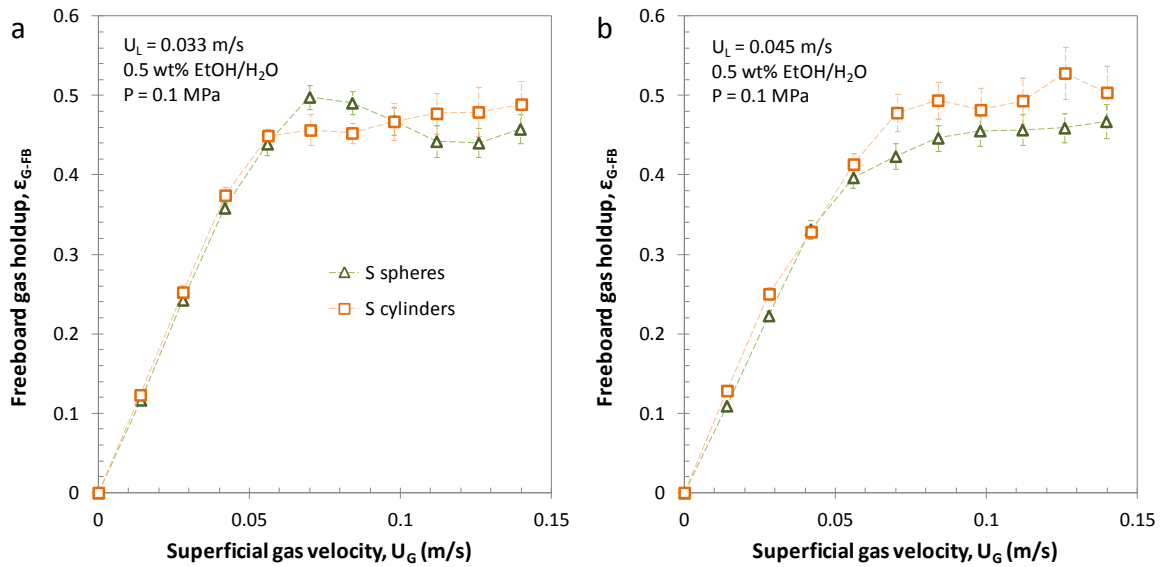 a
U_L = 0.033 m/s
0.5 wt% EtOH/H₂O
P = 0.1 MPa
Freeboard gas holdup, ε_G-FB
0.6
0.5
0.4
0.3
0.2
0.1
0
S spheres
S cylinders
0 0.05 0.1 0.15
Superficial gas velocity, U_G (m/s)
b
U_L = 0.045 m/s
0.5 wt% EtOH/H₂O
P = 0.1 MPa
Freeboard gas holdup, ε_G-FB
0.6
0.5
0.4
0.3
0.2
0.1
0
0 0.05 0.1 0.15
Superficial gas velocity, U_G (m/s)